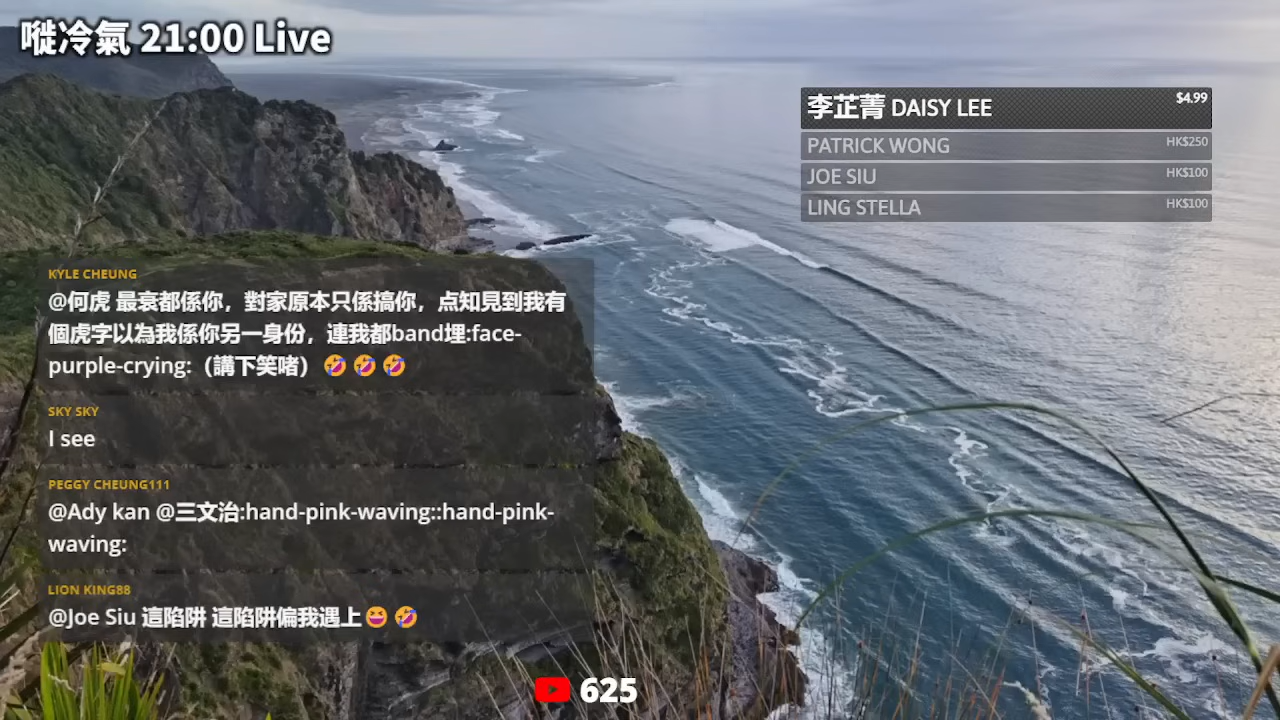 嘥冷氣 21:00 Live
李芷菁 DAISY LEE $4.99
PATRICK WONG HK$250
JOE SIU HK$100
LING STELLA HK$100
KYLE CHEUNG
@何虎 最衰都係你，對家原本只係搞你，点知見到我有
個虎字以為我係你另一身份，連我都band埋:face-
purple-crying:（講下笑啫）🤣🤣🤣
SKY SKY
I see
PEGGY CHEUNG111
@Ady kan @三文治:hand-pink-waving::hand-pink-
waving:
LION KING88
@Joe Siu 這陷阱 這陷阱偏我遇上😆🤣
625